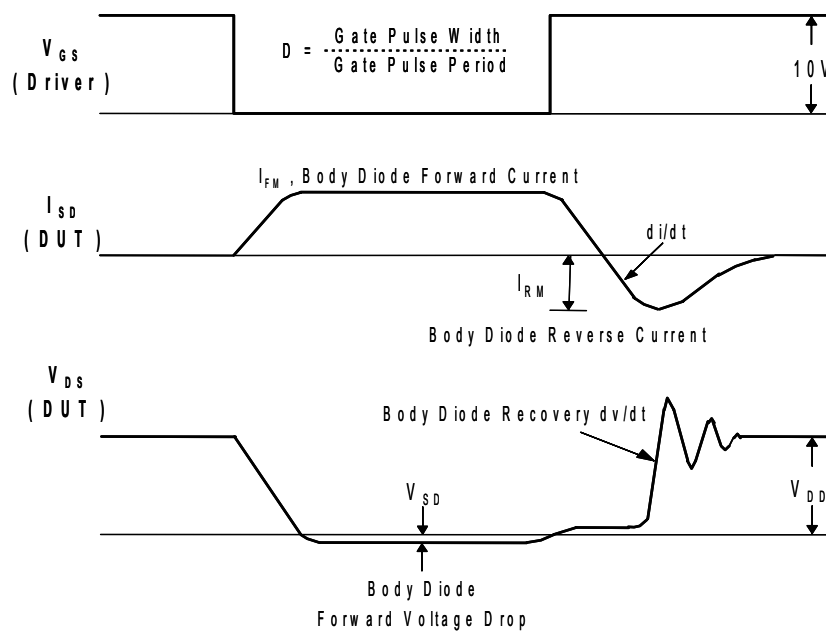 V_GS
(Driver)
D = Gate Pulse Width
Gate Pulse Period
10V
I_FM , Body Diode Forward Current
I_SD
(DUT)
di/dt
I_RM
Body Diode Reverse Current
V_DS
(DUT)
Body Diode Recovery dv/dt
V_SD
V_DD
Body Diode
Forward Voltage Drop